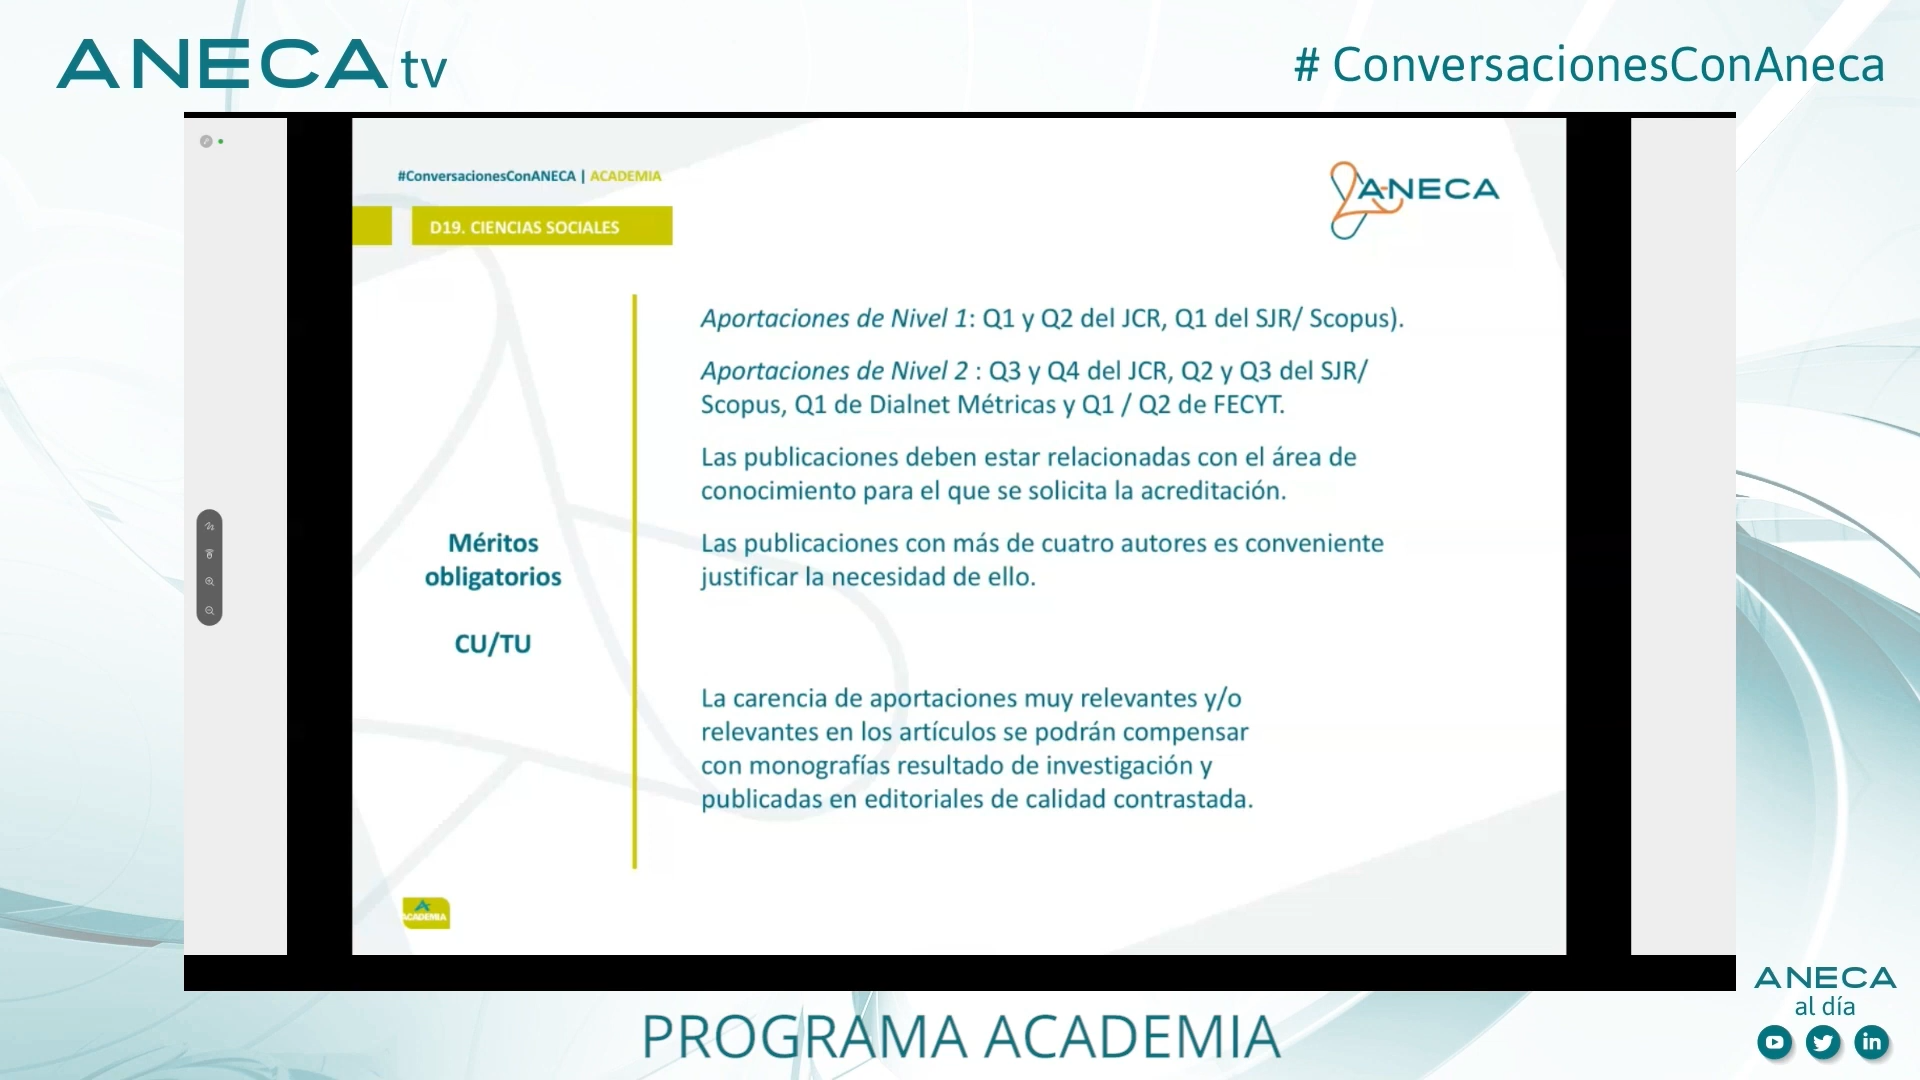 ANECA tv
# ConversacionesConAneca
#ConversacionesConANECA | ACADEMIA
ANECA
D19. CIENCIAS SOCIALES
Aportaciones de Nivel 1: Q1 y Q2 del JCR, Q1 del SJR/ Scopus).
Aportaciones de Nivel 2 : Q3 y Q4 del JCR, Q2 y Q3 del SJR/
Scopus, Q1 de Dialnet Métricas y Q1 / Q2 de FECYT.
Las publicaciones deben estar relacionadas con el área de
conocimiento para el que se solicita la acreditación.
Méritos
obligatorios
CU/TU
Las publicaciones con más de cuatro autores es conveniente
justificar la necesidad de ello.
La carencia de aportaciones muy relevantes y/o
relevantes en los artículos se podrán compensar
con monografías resultado de investigación y
publicadas en editoriales de calidad contrastada.
ACADEMIA
PROGRAMA ACADEMIA
ANECA
al día
in